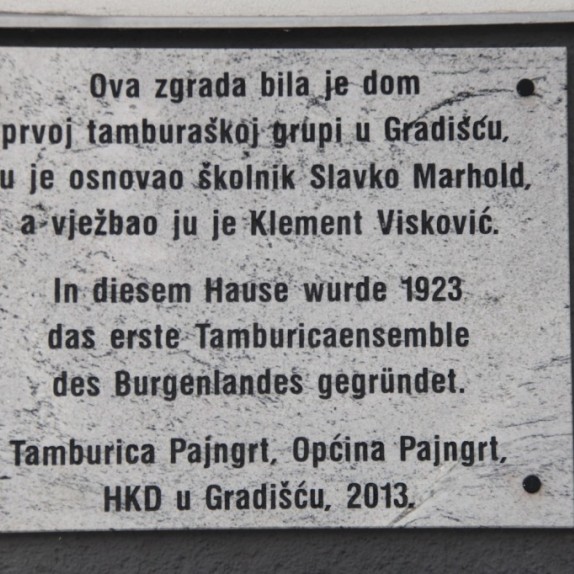 Ova zgrada bila je dom
prvoj tamburaškoj grupi u Gradišću,
u je osnovao školnik Slavko Marhold,
a vježbao ju je Klement Visković.
In diesem Hause wurde 1923
das erste Tamburicaensemble
des Burgenlandes gegründet.
Tamburica Pajngrt, Općina Pajngrt,
HKD u Gradišću, 2013.